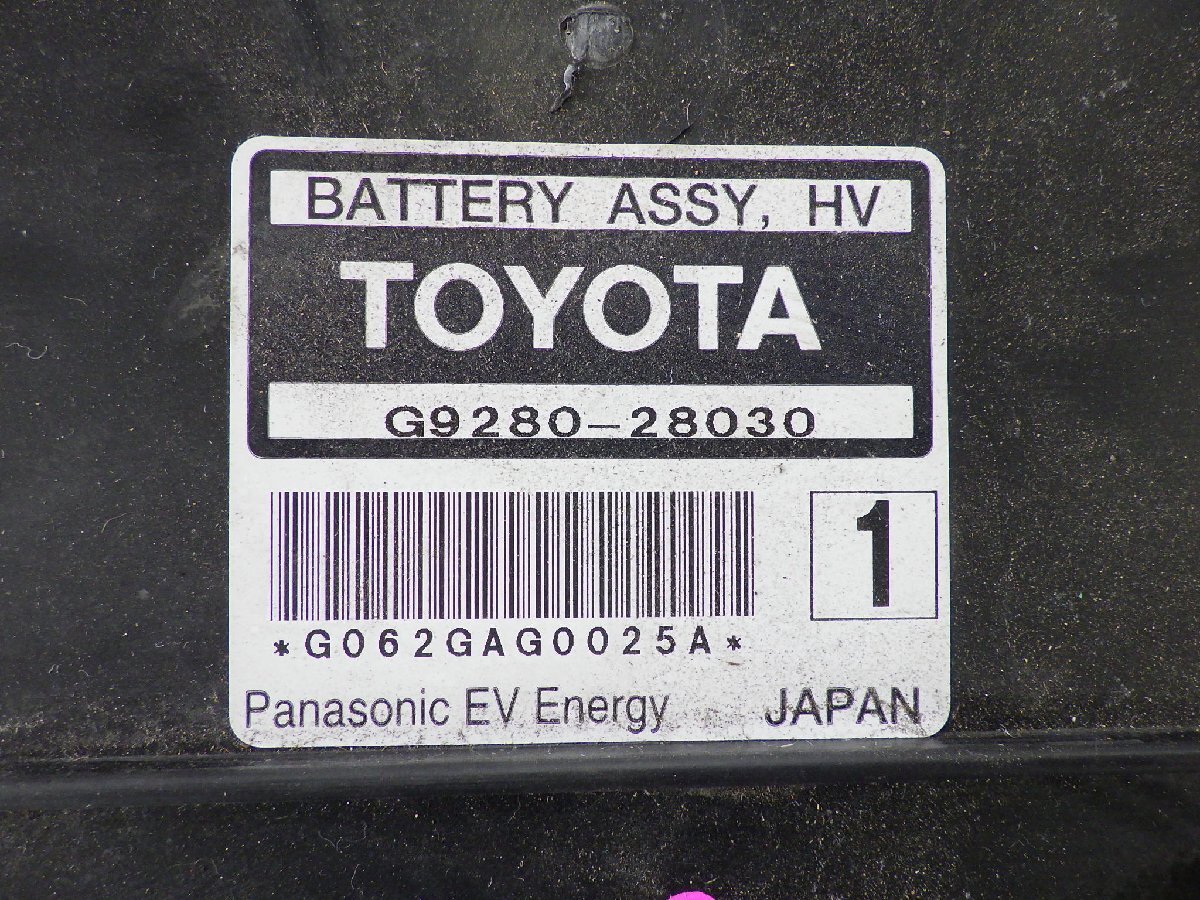 BATTERY ASSY, HV
TOYOTA
G9280-28030
1
*G062GAG0025A*
Panasonic EV Energy JAPAN